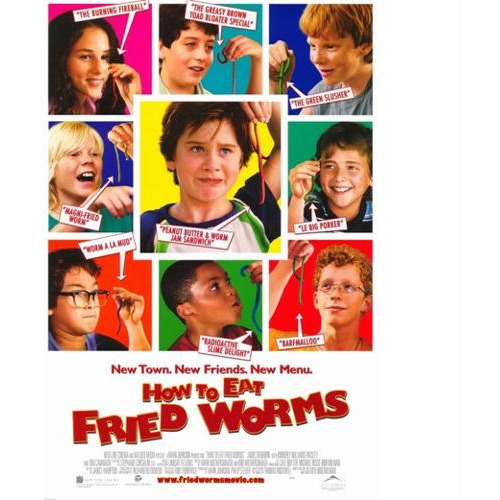 "THE BURNING FIREBALL"
"THE GREASY BROWN
TOAD BLOATER SPECIAL"
"THE GREEN SLUSHER"
"MAGNI-FRIED
WORM"
"PEANUT BUTTER & WORM
JAM SANDWICH"
"LE BIG PORKER"
"WORM A LA MUD"
"RADIOACTIVE
SLIME DELIGHT"
"BARFMALLOO"
New Town. New Friends. New Menu.
HOW TO EAT
FRIED WORMS
www.friedwormsmovie.com